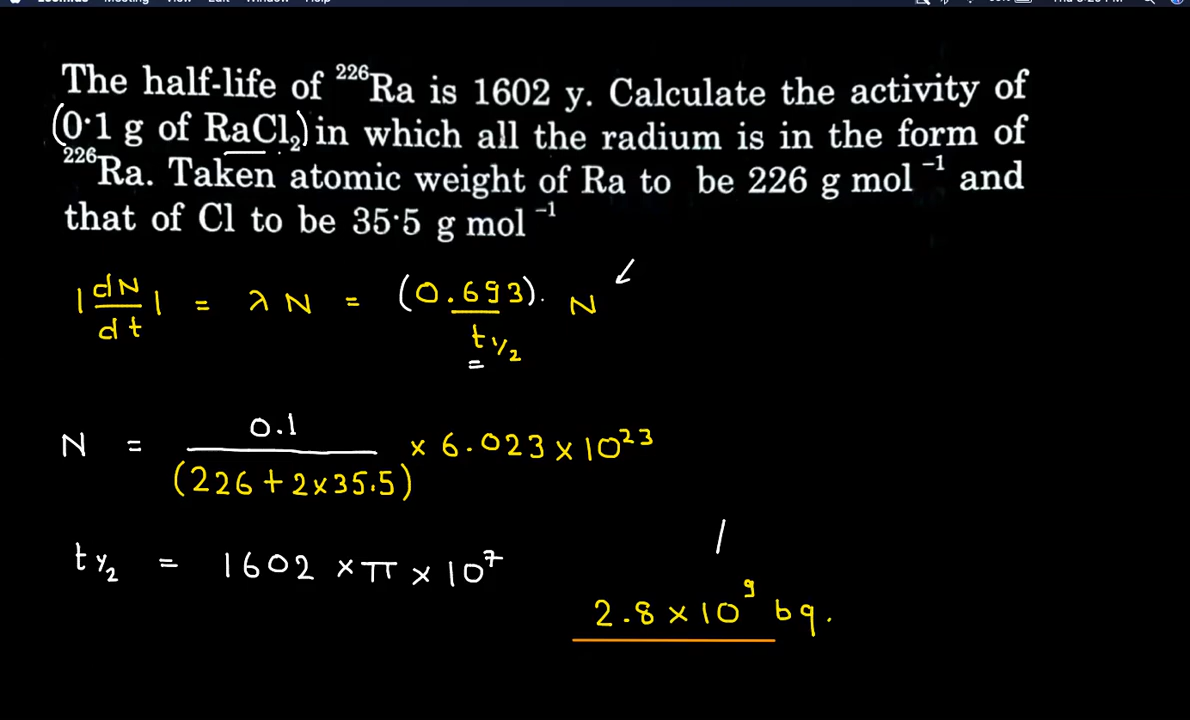 The half-life of ²²⁶Ra is 1602 y. Calculate the activity of
(0·1 g of RaCl₂) in which all the radium is in the form of
²²⁶Ra. Taken atomic weight of Ra to be 226 g mol ⁻¹ and
that of Cl to be 35·5 g mol ⁻¹
|dN/dt| = λ N = (0.693)/t½ · N
N = 0.1/(226 + 2x35.5) x 6.023 x 10²³
t½ = 1602 x π x 10⁷
2.8 x 10⁹ bq.